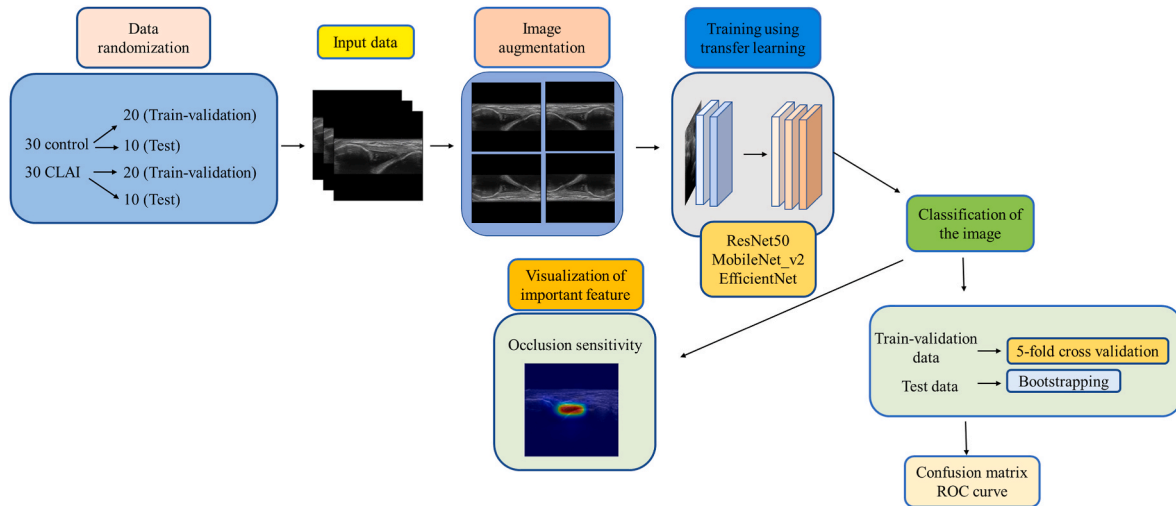 Data
randomization
30 control
20 (Train-validation)
10 (Test)
30 CLAI
20 (Train-validation)
10 (Test)
Input data
Image
augmentation
Training using
transfer learning
ResNet50
MobileNet_v2
EfficientNet
Classification of
the image
Visualization of
important feature
Occlusion sensitivity
Train-validation
data
5-fold cross validation
Test data
Bootstrapping
Confusion matrix
ROC curve